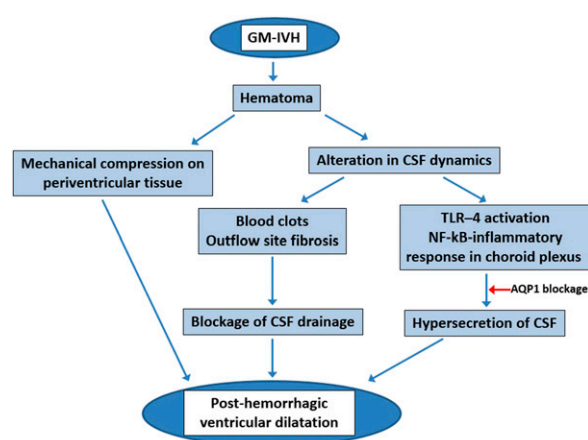 GM-IVH
Hematoma
Mechanical compression on
periventricular tissue
Alteration in CSF dynamics
Blood clots
Outflow site fibrosis
TLR–4 activation
NF-kB-inflammatory
response in choroid plexus
AQP1 blockage
Blockage of CSF drainage
Hypersecretion of CSF
Post-hemorrhagic
ventricular dilatation